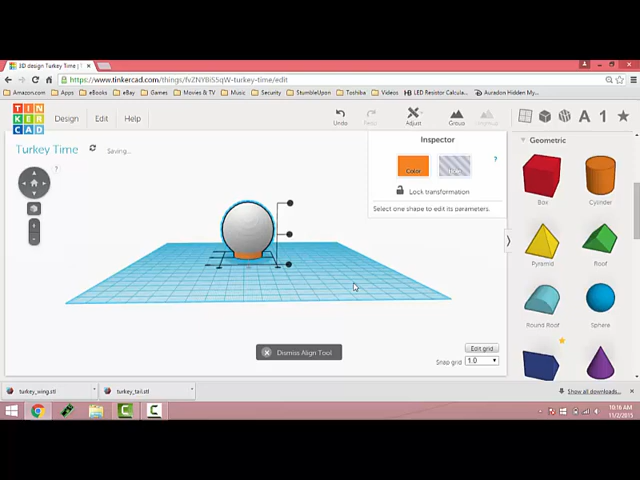 3D design Turkey Time |
https://www.tinkercad.com/things/fvZNYBIS5qW-turkey-time/edit
Amazon.com Apps eBooks eBay Games Movies & TV Music Security StumbleUpon Toshiba Videos LED Resistor Calculat... Auradon Hidden My...
TIN
KER
CAD
Design Edit Help
Undo Adjust Group
Turkey Time
Saving...
?
Inspector
Color
?
Lock transformation
Select one shape to edit its parameters.
Geometric
Box Cylinder
Pyramid Roof
Round Roof Sphere
Dismiss Align Tool
Edit grid
Snap grid 1.0
turkey_wing.stl turkey_tail.stl Show all downloads...
10:16 AM
11/2/2015